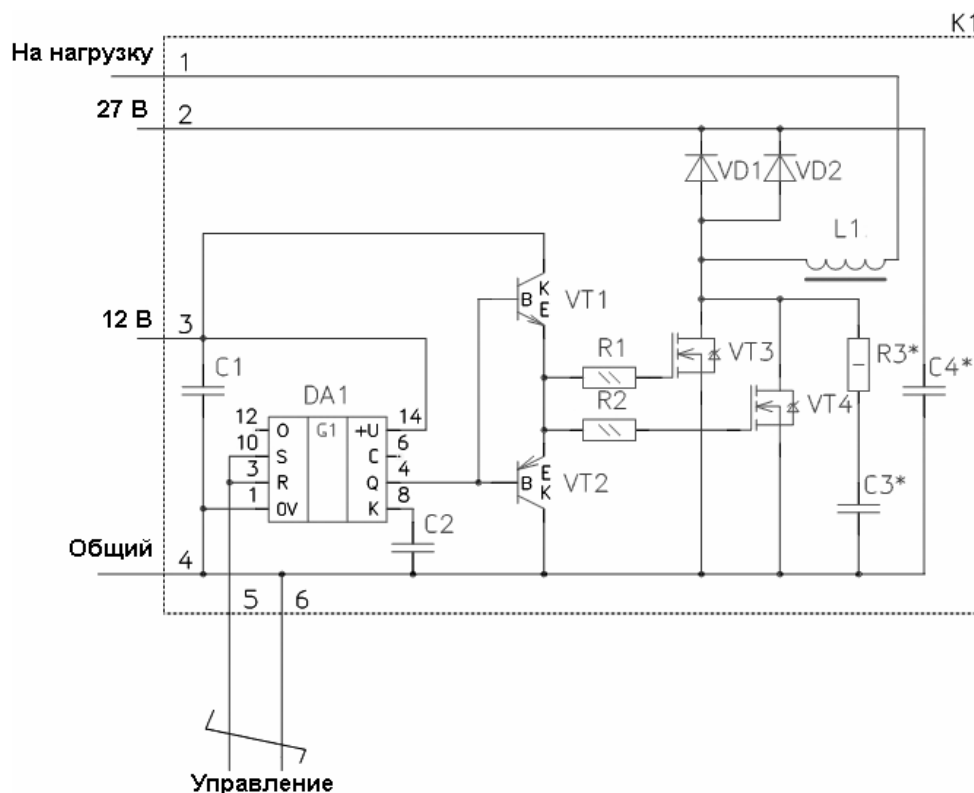 K1
На нагрузку 1
27 В 2
VD1 VD2
L1
K
B VT1
E
12 В 3
C1
R1
VT3
R3*
C4*
DA1
R2
VT4
12 O G1 +U 14
10 S C 6
3 R Q 4
1 0V K 8
E
B VT2
K
C2
C3*
Общий 4
5 6
Управление